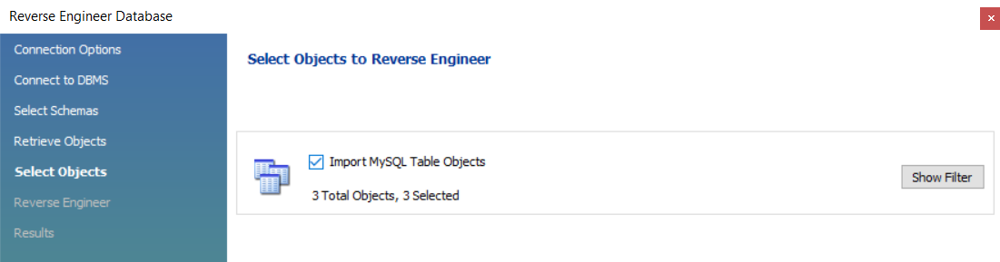 Reverse Engineer Database
Connection Options
Connect to DBMS
Select Schemas
Retrieve Objects
Select Objects
Reverse Engineer
Results
Select Objects to Reverse Engineer
Import MySQL Table Objects
3 Total Objects, 3 Selected
Show Filter